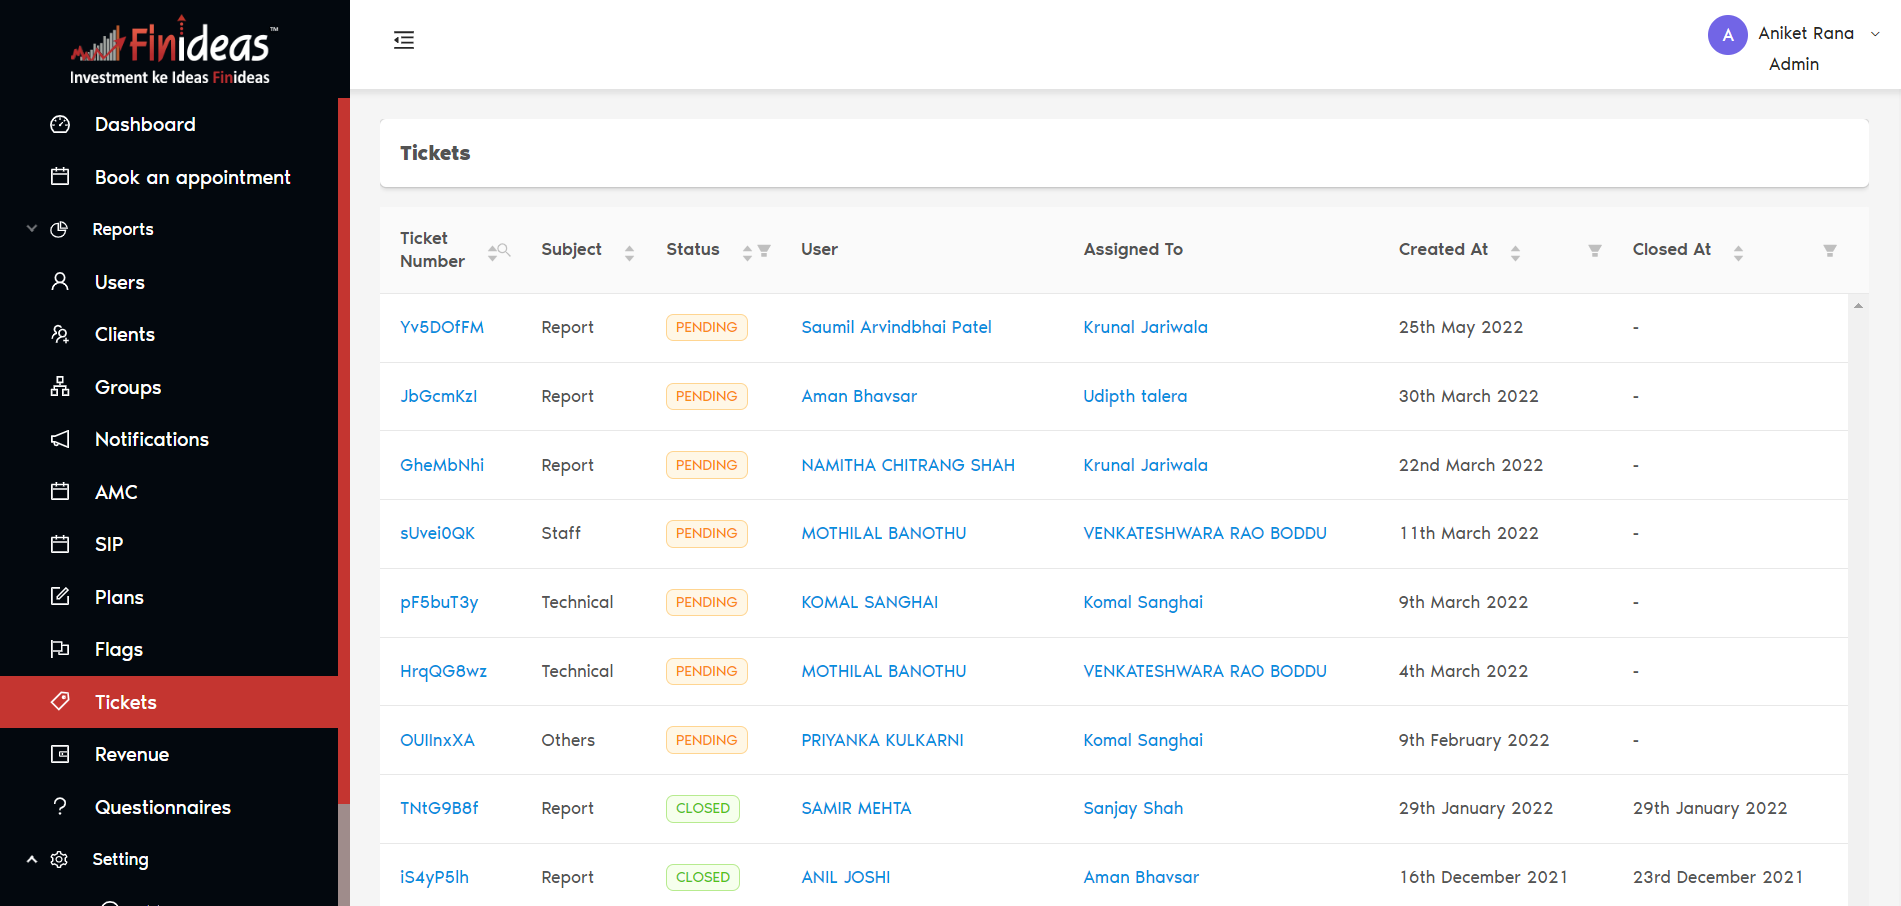 Finideas™
Investment ke Ideas Finideas
Aniket Rana
Admin
A
Dashboard
Book an appointment
Reports
Users
Clients
Groups
Notifications
AMC
SIP
Plans
Flags
Tickets
Revenue
Questionnaires
Setting
Tickets
Ticket Number Subject Status User Assigned To Created At Closed At
Yv5DOfFM Report PENDING Saumil Arvindbhai Patel Krunal Jariwala 25th May 2022 -
JbGcmKzI Report PENDING Aman Bhavsar Udipth talera 30th March 2022 -
GheMbNhi Report PENDING NAMITHA CHITRANG SHAH Krunal Jariwala 22nd March 2022 -
sUvei0QK Staff PENDING MOTHILAL BANOTHU VENKATESHWARA RAO BODDU 11th March 2022 -
pF5buT3y Technical PENDING KOMAL SANGHAI Komal Sanghai 9th March 2022 -
HrqQG8wz Technical PENDING MOTHILAL BANOTHU VENKATESHWARA RAO BODDU 4th March 2022 -
OUIInxXA Others PENDING PRIYANKA KULKARNI Komal Sanghai 9th February 2022 -
TNtG9B8f Report CLOSED SAMIR MEHTA Sanjay Shah 29th January 2022 29th January 2022
iS4yP5lh Report CLOSED ANIL JOSHI Aman Bhavsar 16th December 2021 23rd December 2021